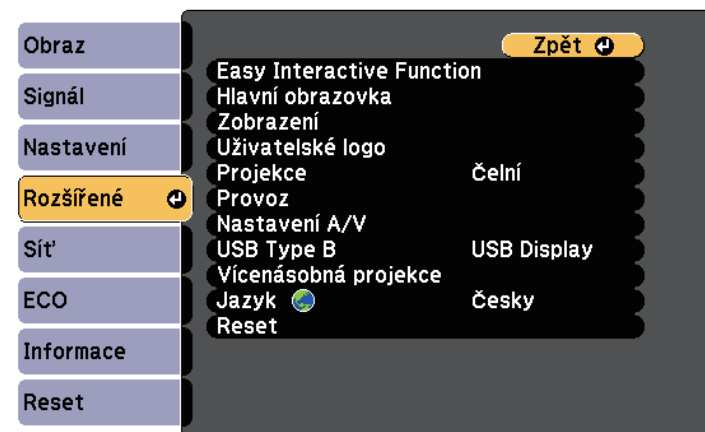 Obraz
Signál
Nastavení
Rozšířené
Síť
ECO
Informace
Reset
Zpět
Easy Interactive Function
Hlavní obrazovka
Zobrazení
Uživatelské logo
Projekce Čelní
Provoz
Nastavení A/V
USB Type B USB Display
Vícenásobná projekce
Jazyk Česky
Reset